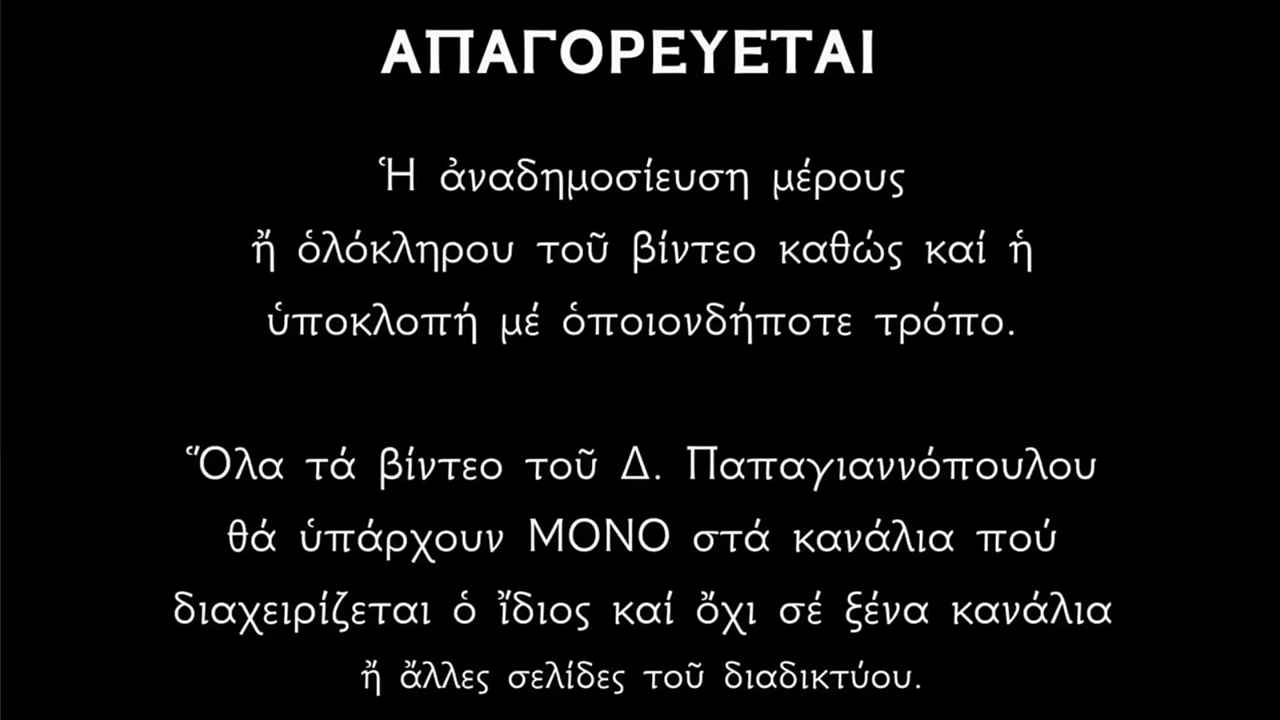 ΑΠΑΓΟΡΕΥΕΤΑΙ
Ἡ ἀναδημοσίευση μέρους
ἤ ὁλόκληρου τοῦ βίντεο καθώς καί ἡ
ὑποκλοπή μέ ὁποιονδήποτε τρόπο.
Ὅλα τά βίντεο τοῦ Δ. Παπαγιαννόπουλου
θά ὑπάρχουν ΜΟΝΟ στά κανάλια πού
διαχειρίζεται ὁ ἴδιος καί ὄχι σέ ξένα κανάλια
ἤ ἄλλες σελίδες τοῦ διαδικτύου.